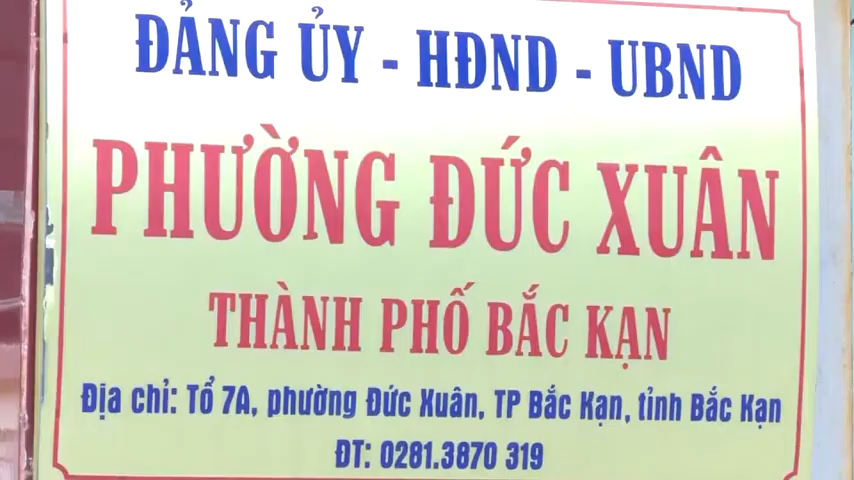 ĐẢNG ỦY - HĐND - UBND
PHƯỜNG ĐỨC XUÂN
THÀNH PHỐ BẮC KẠN
Địa chỉ: Tổ 7A, phường Đức Xuân, TP Bắc Kạn, tỉnh Bắc Kạn
ĐT: 0281.3870 319